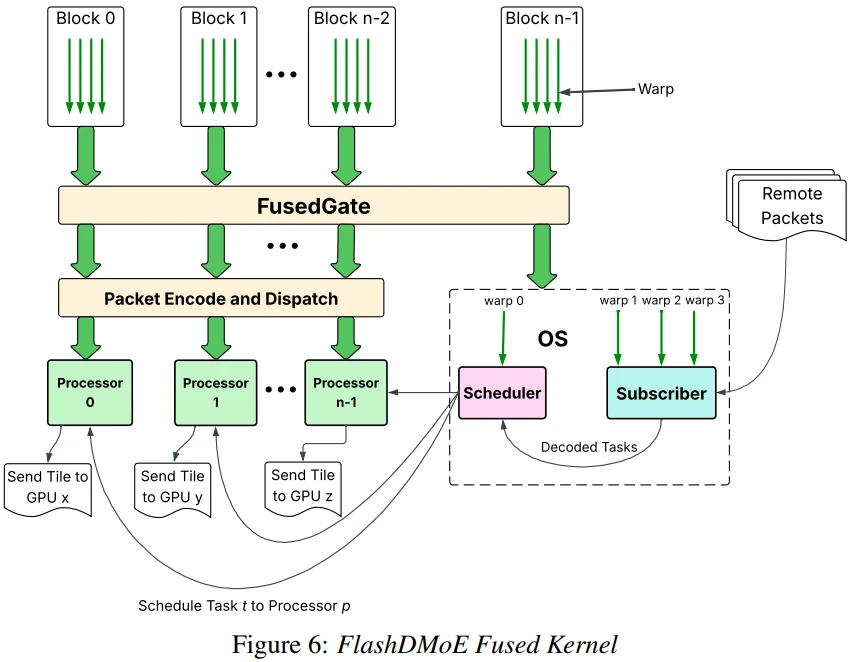 Block 0
Block 1
Block n-2
Block n-1
Warp
FusedGate
Remote
Packets
Packet Encode and Dispatch
warp 0
warp 1 warp 2 warp 3
OS
Processor
0
Processor
1
Processor
n-1
Scheduler
Subscriber
Decoded Tasks
Send Tile to
GPU x
Send Tile
to GPU y
Send Tile
to GPU z
Schedule Task t to Processor p
Figure 6: FlashDMoE Fused Kernel